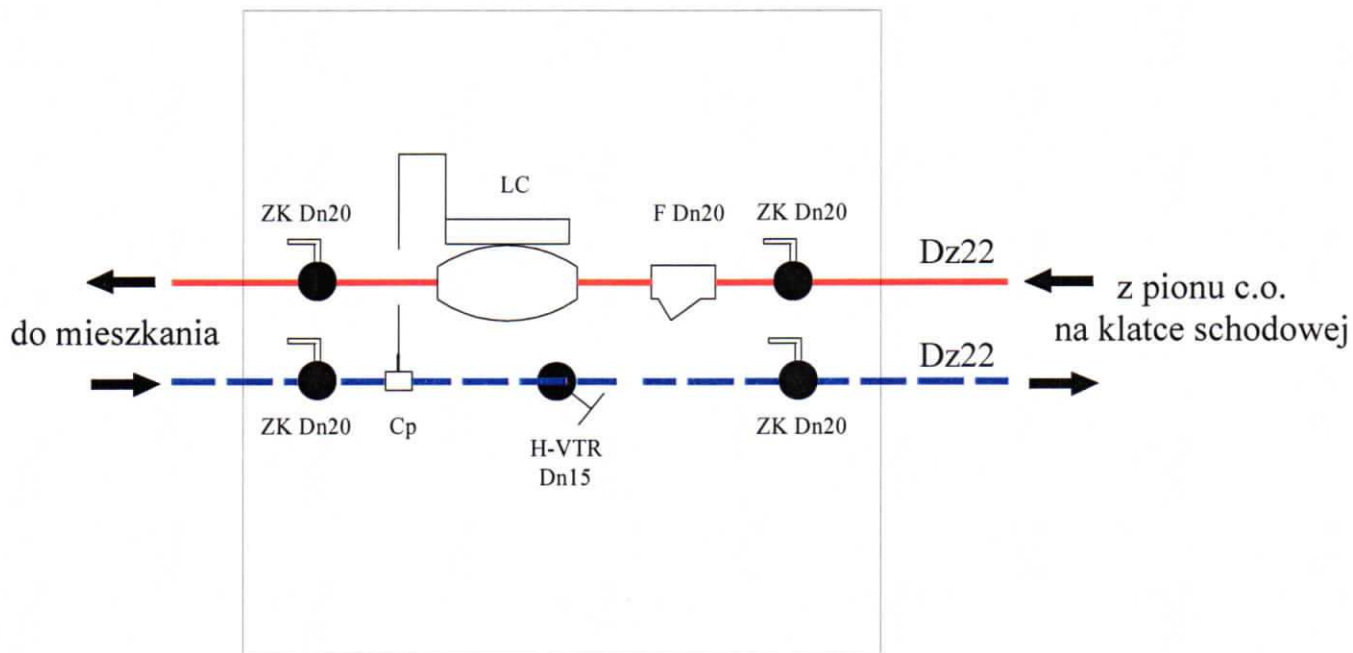 LC
ZK Dn20
F Dn20
ZK Dn20
Dz22
do mieszkania
z pionu c.o.
na klatce schodowej
Dz22
ZK Dn20
Cp
H-VTR
Dn15
ZK Dn20